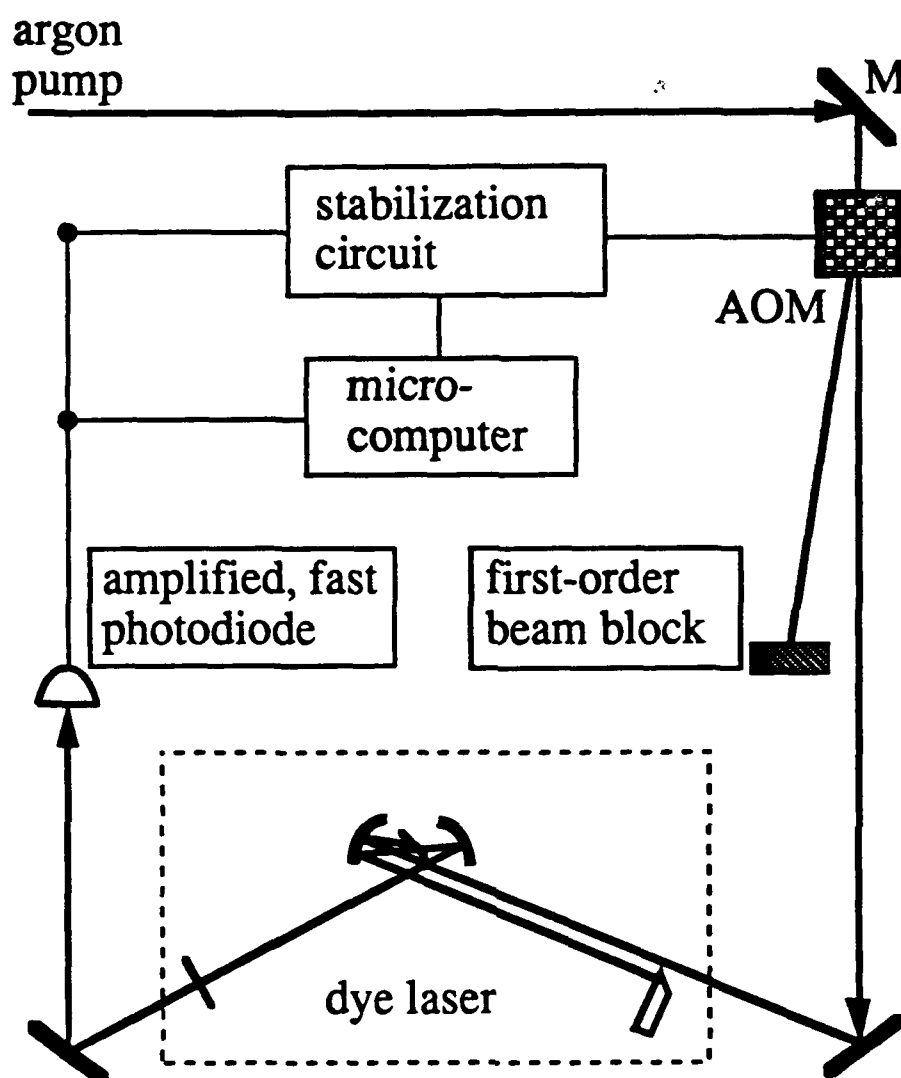 argon
pump
M
stabilization
circuit
AOM
micro-
computer
amplified, fast
photodiode
first-order
beam block
dye laser